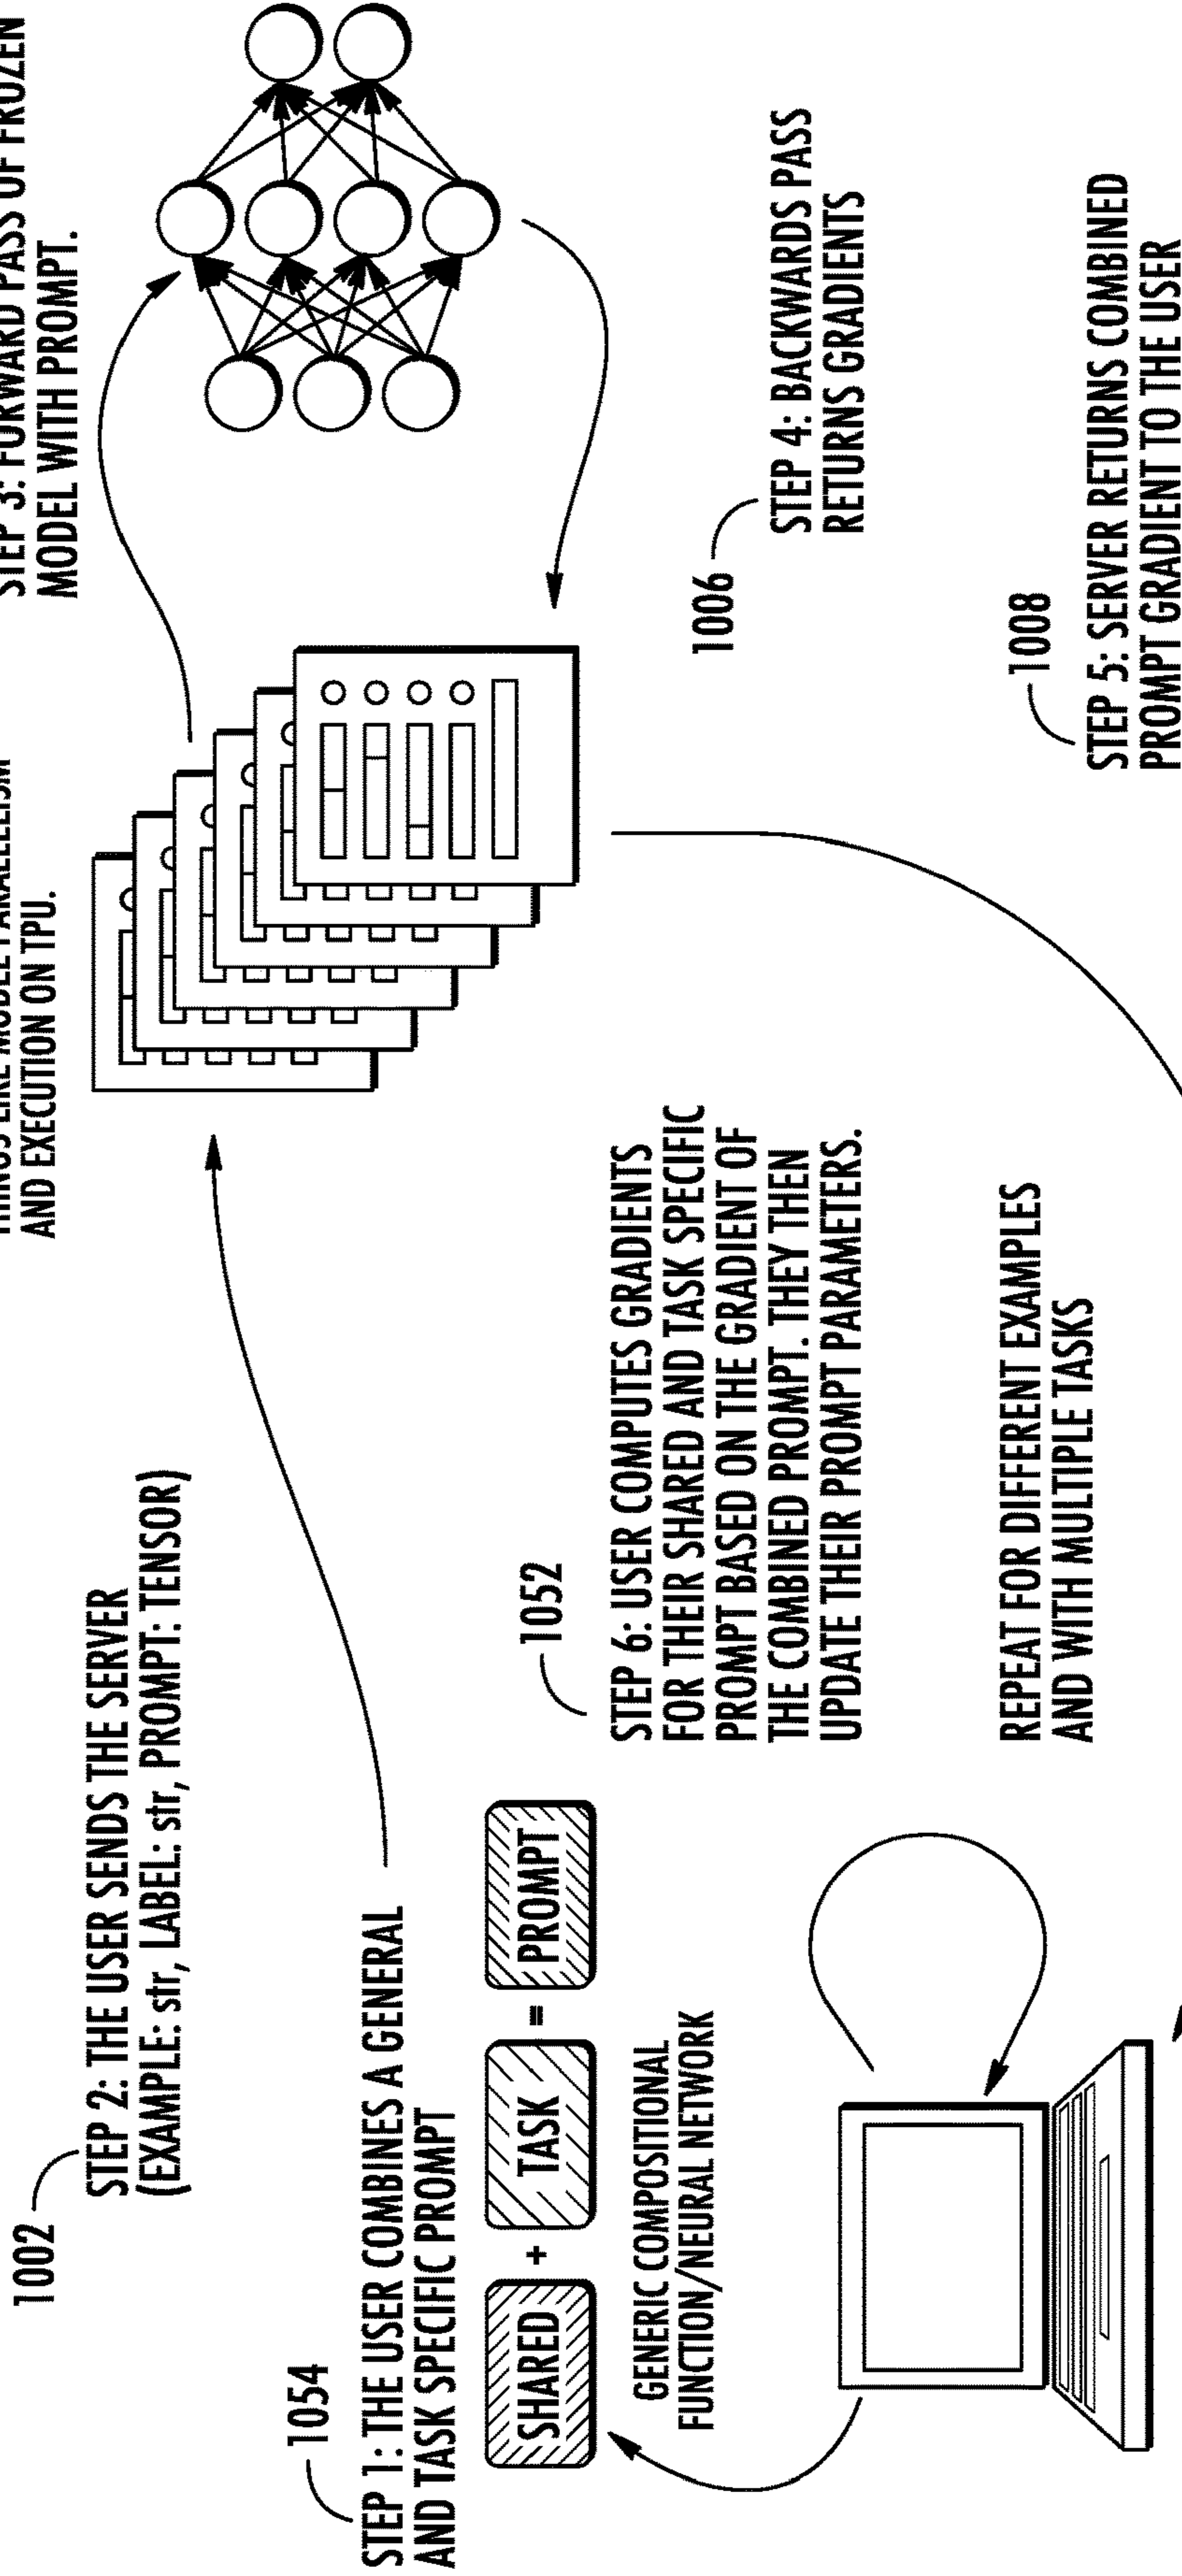 1002
STEP 2: THE USER SENDS THE SERVER
(EXAMPLE: str, LABEL: str, PROMPT: TENSOR)
THINGS LIKE MODEL PARALLELISM
AND EXECUTION ON TPU.
STEP 3: FORWARD PASS OF FROZEN
MODEL WITH PROMPT.
1054
STEP 1: THE USER COMBINES A GENERAL
AND TASK SPECIFIC PROMPT
SHARED + TASK = PROMPT
GENERIC COMPOSITIONAL
FUNCTION/NEURAL NETWORK
1052
STEP 6: USER COMPUTES GRADIENTS
FOR THEIR SHARED AND TASK SPECIFIC
PROMPT BASED ON THE GRADIENT OF
THE COMBINED PROMPT. THEY THEN
UPDATE THEIR PROMPT PARAMETERS.
REPEAT FOR DIFFERENT EXAMPLES
AND WITH MULTIPLE TASKS
1006
STEP 4: BACKWARDS PASS
RETURNS GRADIENTS
1008
STEP 5: SERVER RETURNS COMBINED
PROMPT GRADIENT TO THE USER